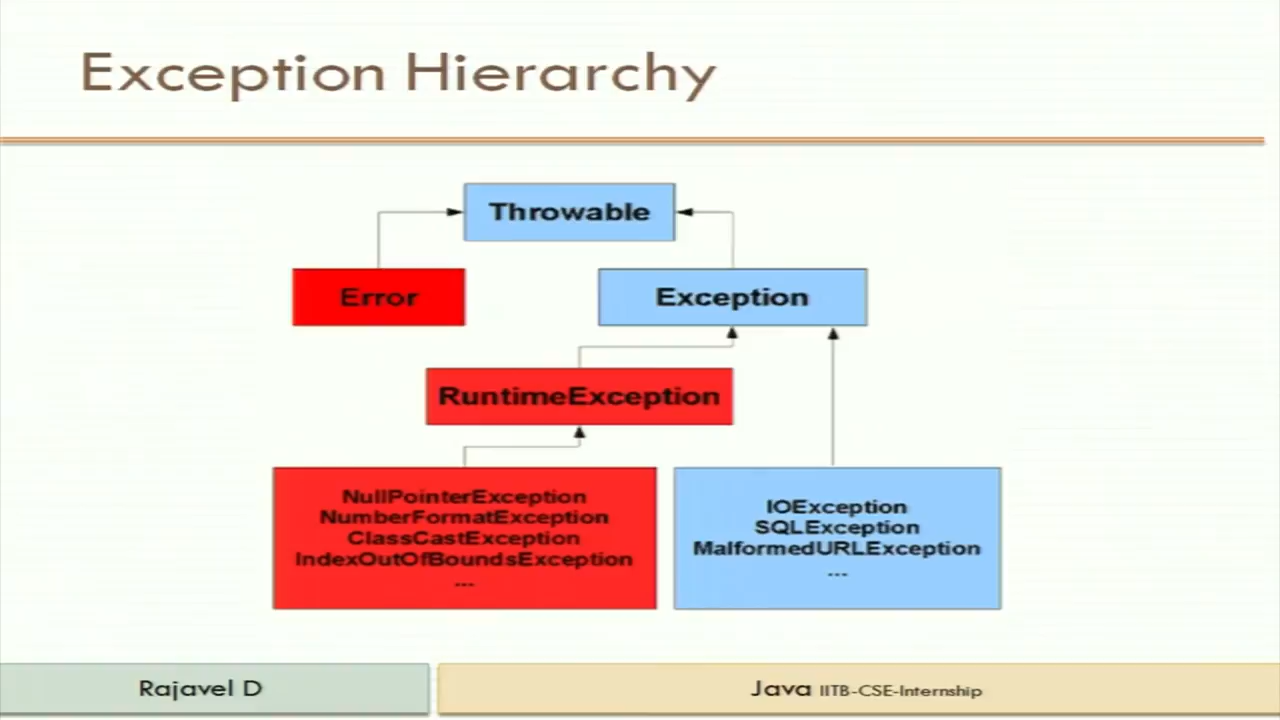 Exception Hierarchy
Throwable
Error
Exception
RuntimeException
NullPointerException
NumberFormatException
ClassCastException
IndexOutOfBoundsException
...
IOException
SQLException
MalformedURLException
...
Rajavel D
Java IITB-CSE-Internship